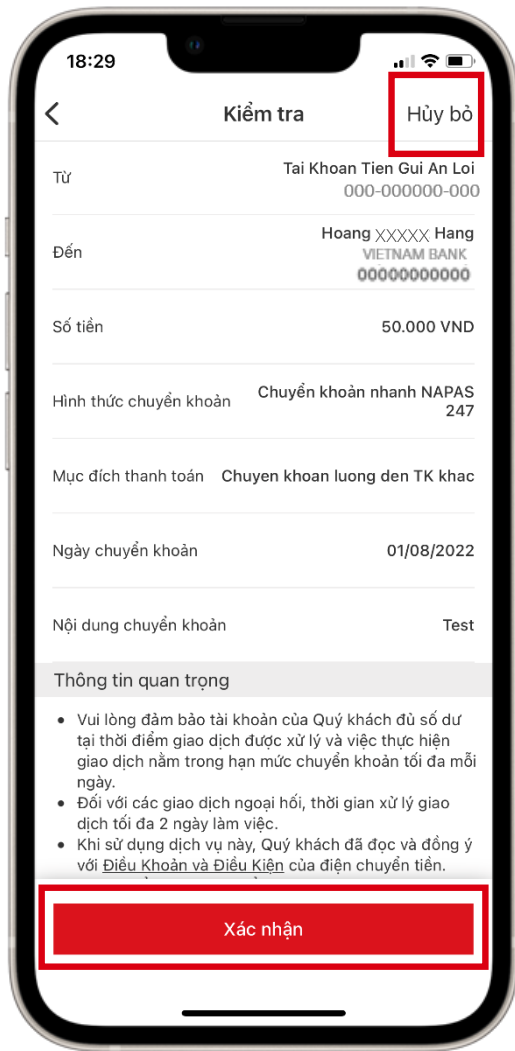 18:29
Kiểm tra
Hủy bỏ
Từ
Tai Khoan Tien Gui An Loi
000-000000-000
Đến
Hoang XXXXX Hang
VIETNAM BANK
00000000000
Số tiền
50.000 VND
Hình thức chuyển khoản
Chuyển khoản nhanh NAPAS
247
Mục đích thanh toán
Chuyen khoan luong den TK khac
Ngày chuyển khoản
01/08/2022
Nội dung chuyển khoản
Test
Thông tin quan trọng
• Vui lòng đảm bảo tài khoản của Quý khách đủ số dư
tại thời điểm giao dịch được xử lý và việc thực hiện
giao dịch nằm trong hạn mức chuyển khoản tối đa mỗi
ngày.
• Đối với các giao dịch ngoại hối, thời gian xử lý giao
dịch tối đa 2 ngày làm việc.
• Khi sử dụng dịch vụ này, Quý khách đã đọc và đồng ý
với Điều Khoản và Điều Kiện của điện chuyển tiền.
Xác nhận